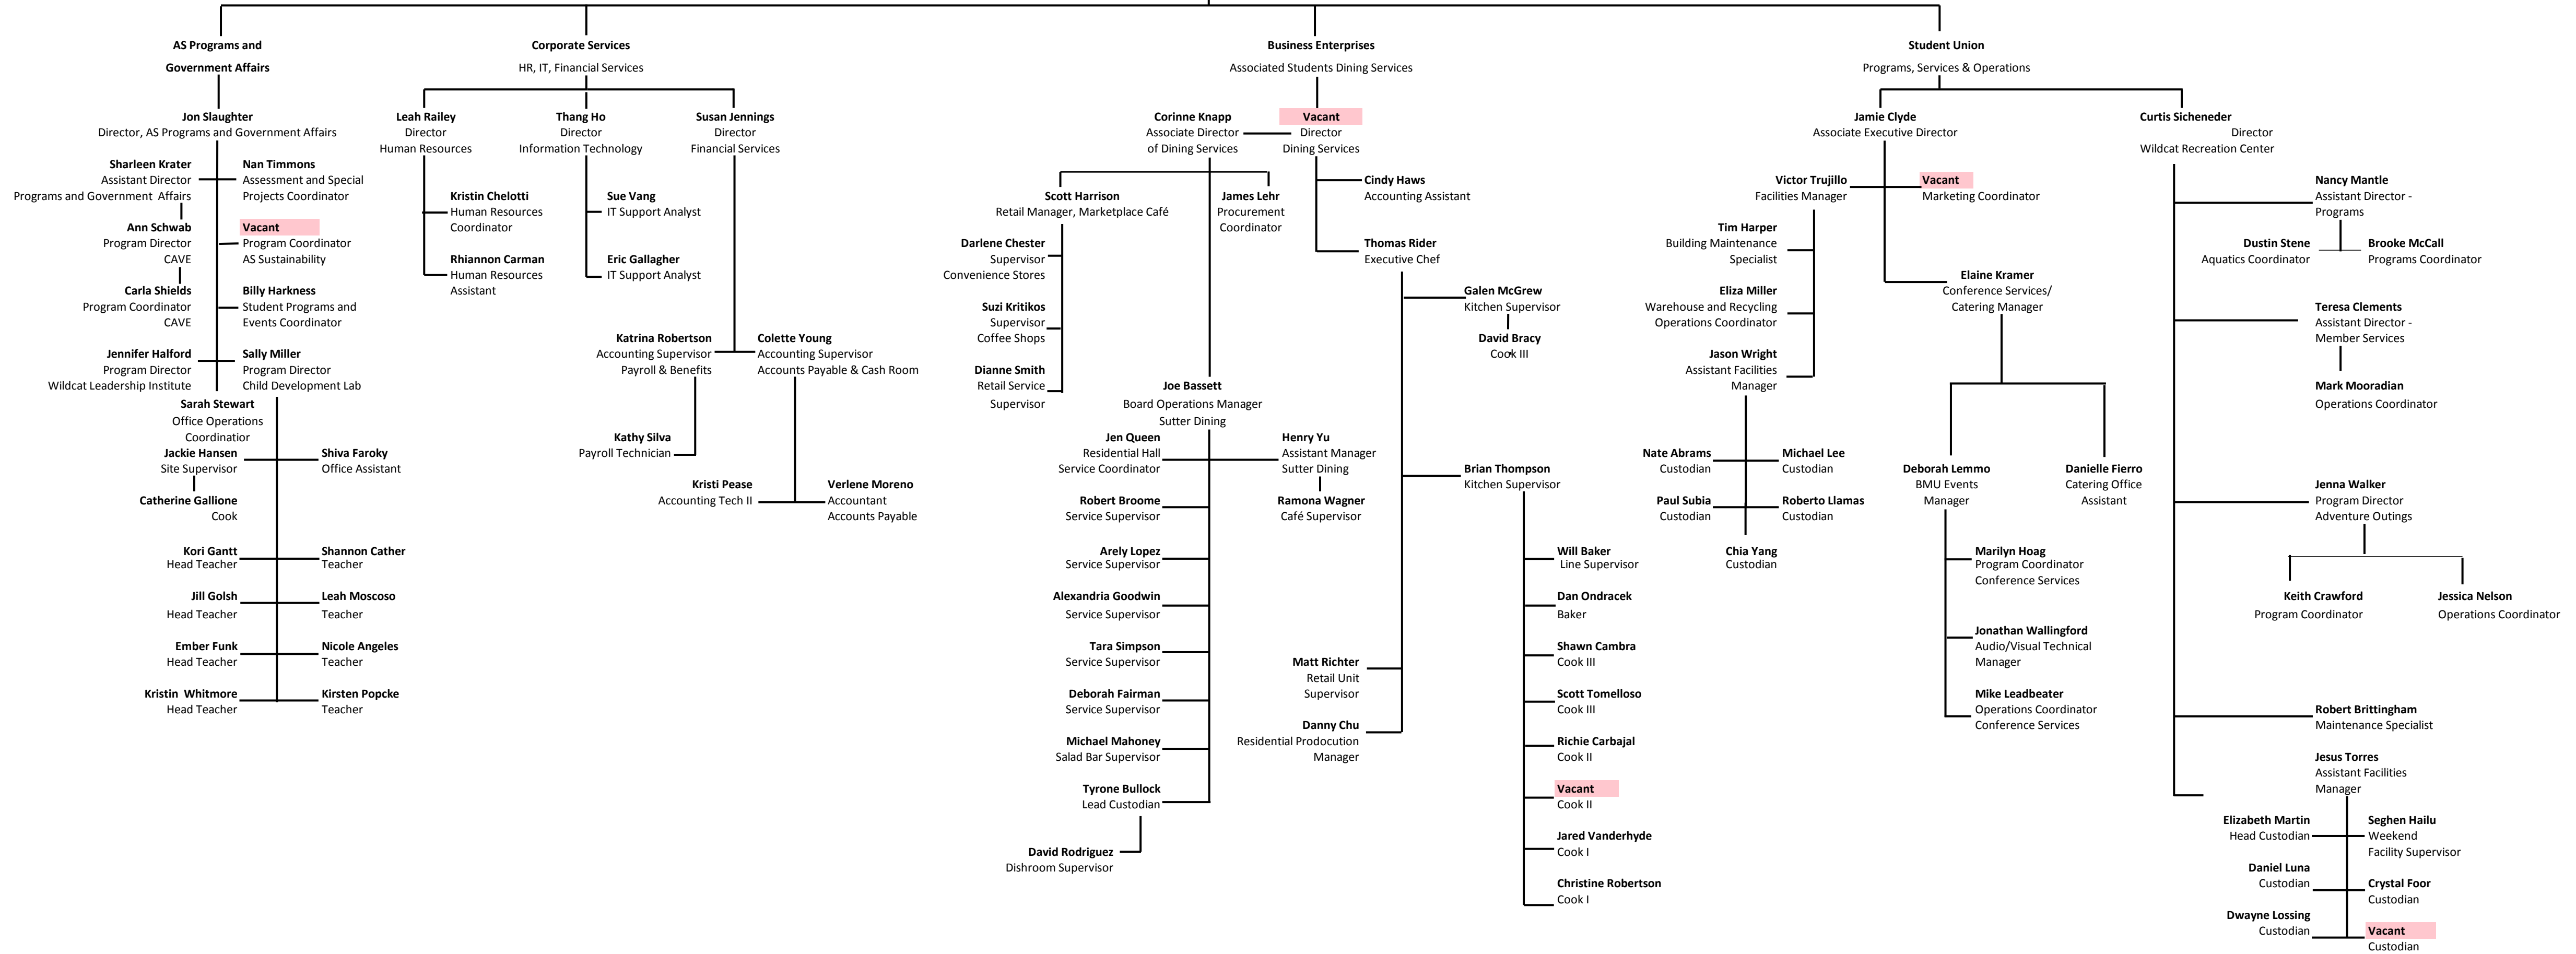 AS Programs and
Government Affairs
Jon Slaughter
Director, AS Programs and Government Affairs
Sharleen Krater
Assistant Director
Programs and Government Affairs
Nan Timmons
Assessment and Special
Projects Coordinator
Ann Schwab
Program Director
CAVE
Vacant
Program Coordinator
AS Sustainability
Carla Shields
Program Coordinator
CAVE
Billy Harkness
Student Programs and
Events Coordinator
Jennifer Halford
Program Director
Wildcat Leadership Institute
Sally Miller
Program Director
Child Development Lab
Sarah Stewart
Office Operations
Coordinatior
Jackie Hansen
Site Supervisor
Shiva Faroky
Office Assistant
Catherine Gallione
Cook
Kori Gantt
Head Teacher
Shannon Cather
Teacher
Jill Golsh
Head Teacher
Leah Moscoso
Teacher
Ember Funk
Head Teacher
Nicole Angeles
Teacher
Kristin Whitmore
Head Teacher
Kirsten Popcke
Teacher
Corporate Services
HR, IT, Financial Services
Leah Railey
Director
Human Resources
Kristin Chelotti
Human Resources
Coordinator
Rhiannon Carman
Human Resources
Assistant
Thang Ho
Director
Information Technology
Sue Vang
IT Support Analyst
Eric Gallagher
IT Support Analyst
Susan Jennings
Director
Financial Services
Katrina Robertson
Accounting Supervisor
Payroll & Benefits
Colette Young
Accounting Supervisor
Accounts Payable & Cash Room
Kathy Silva
Payroll Technician
Kristi Pease
Accounting Tech II
Verlene Moreno
Accountant
Accounts Payable
Business Enterprises
Associated Students Dining Services
Corinne Knapp
Associate Director
of Dining Services
Vacant
Director
Dining Services
Scott Harrison
Retail Manager, Marketplace Café
James Lehr
Procurement
Coordinator
Darlene Chester
Supervisor
Convenience Stores
Suzi Kritikos
Supervisor
Coffee Shops
Dianne Smith
Retail Service
Supervisor
Joe Bassett
Board Operations Manager
Sutter Dining
Jen Queen
Residential Hall
Service Coordinator
Henry Yu
Assistant Manager
Sutter Dining
Ramona Wagner
Café Supervisor
Robert Broome
Service Supervisor
Arely Lopez
Service Supervisor
Alexandria Goodwin
Service Supervisor
Tara Simpson
Service Supervisor
Deborah Fairman
Service Supervisor
Michael Mahoney
Salad Bar Supervisor
Tyrone Bullock
Lead Custodian
David Rodriguez
Dishroom Supervisor
Cindy Haws
Accounting Assistant
Thomas Rider
Executive Chef
Galen McGrew
Kitchen Supervisor
David Bracy
Cook III
Brian Thompson
Kitchen Supervisor
Matt Richter
Retail Unit
Supervisor
Danny Chu
Residential Prodocution
Manager
Will Baker
Line Supervisor
Dan Ondracek
Baker
Shawn Cambra
Cook III
Scott Tomelloso
Cook III
Richie Carbajal
Cook II
Vacant
Cook II
Jared Vanderhyde
Cook I
Christine Robertson
Cook I
Student Union
Programs, Services & Operations
Jamie Clyde
Associate Executive Director
Victor Trujillo
Facilities Manager
Vacant
Marketing Coordinator
Tim Harper
Building Maintenance
Specialist
Eliza Miller
Warehouse and Recycling
Operations Coordinator
Jason Wright
Assistant Facilities
Manager
Nate Abrams
Custodian
Michael Lee
Custodian
Paul Subia
Custodian
Roberto Llamas
Custodian
Chia Yang
Custodian
Elaine Kramer
Conference Services/
Catering Manager
Deborah Lemmo
BMU Events
Manager
Danielle Fierro
Catering Office
Assistant
Marilyn Hoag
Program Coordinator
Conference Services
Jonathan Wallingford
Audio/Visual Technical
Manager
Mike Leadbeater
Operations Coordinator
Conference Services
Curtis Sicheneder
Director
Wildcat Recreation Center
Nancy Mantle
Assistant Director -
Programs
Dustin Stene
Aquatics Coordinator
Brooke McCall
Programs Coordinator
Teresa Clements
Assistant Director -
Member Services
Mark Mooradian
Operations Coordinator
Jenna Walker
Program Director
Adventure Outings
Keith Crawford
Program Coordinator
Jessica Nelson
Operations Coordinator
Robert Brittingham
Maintenance Specialist
Jesus Torres
Assistant Facilities
Manager
Elizabeth Martin
Head Custodian
Seghen Hailu
Weekend
Facility Supervisor
Daniel Luna
Custodian
Crystal Foor
Custodian
Dwayne Lossing
Custodian
Vacant
Custodian